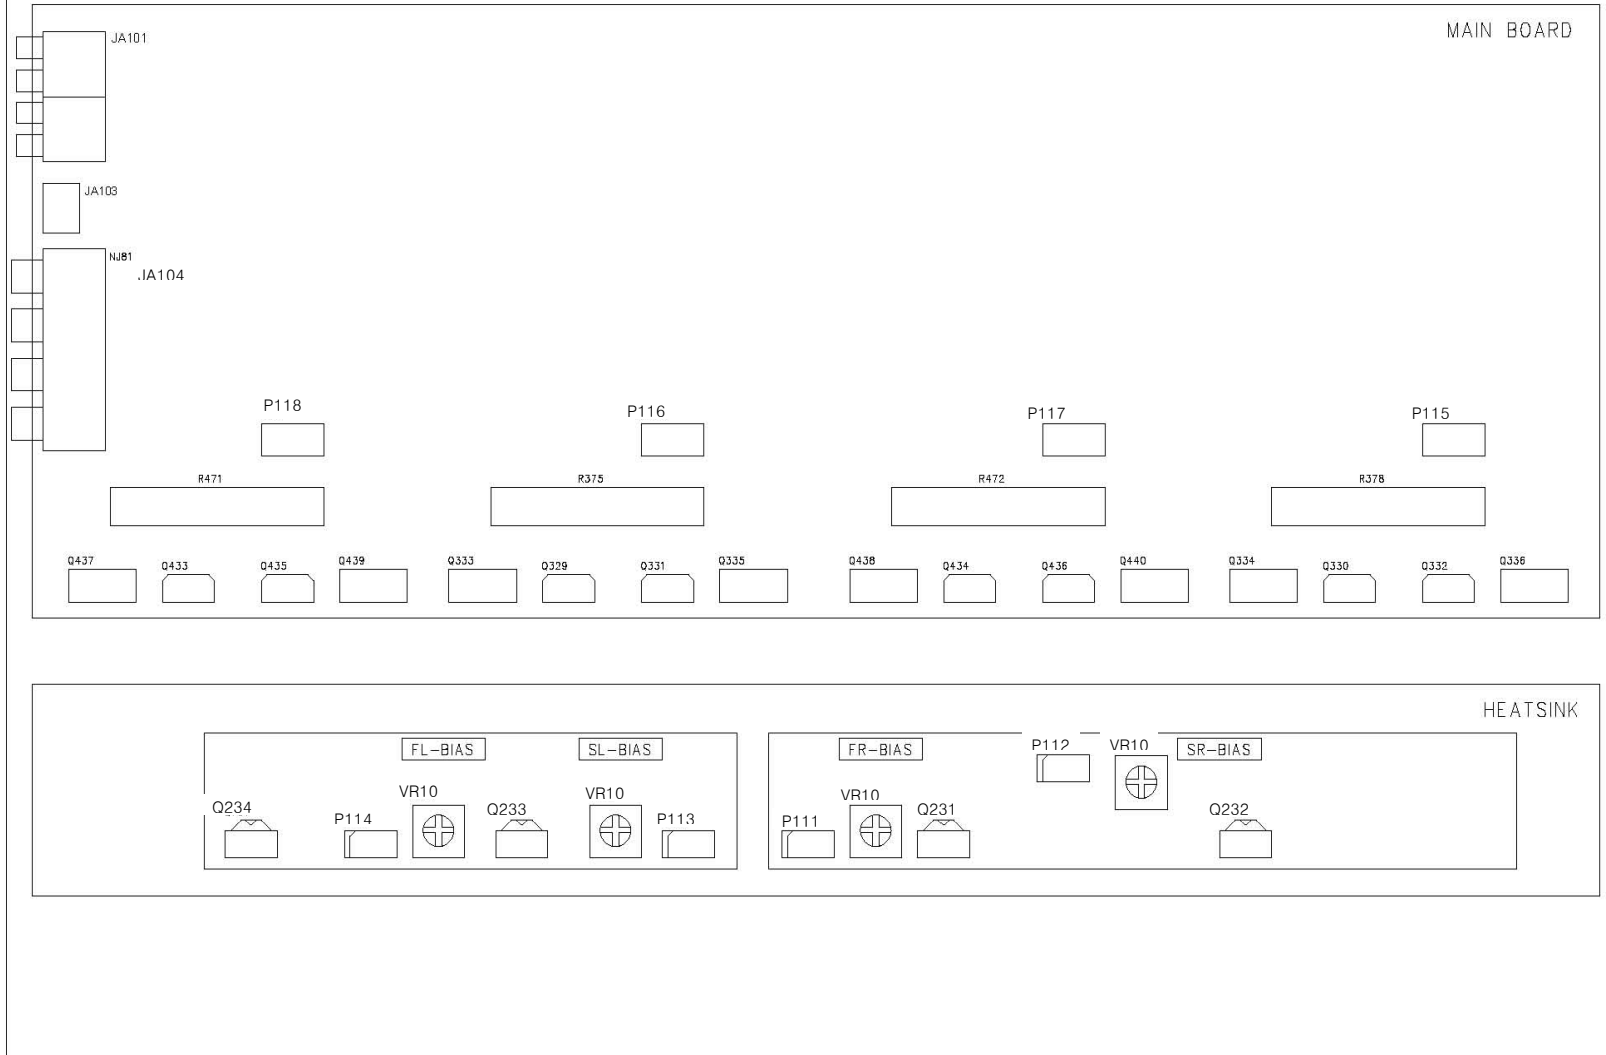 MAIN BOARD
JA101
JA103
NJ81
JA104
P118
P116
P117
P115
R471
R375
R472
R378
Q437
Q433
Q435
Q439
Q333
Q329
Q331
Q335
Q438
Q434
Q436
Q440
Q334
Q330
Q332
Q336
HEATSINK
FL-BIAS
SL-BIAS
FR-BIAS
P112
VR10
SR-BIAS
Q234
P114
VR10
Q233
VR10
P113
P111
VR10
Q231
Q232